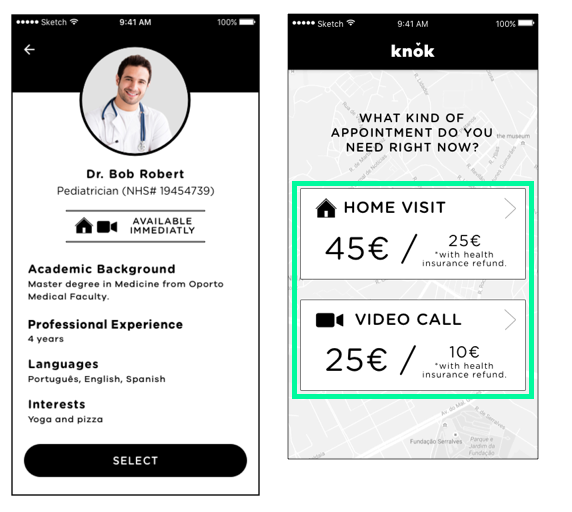 Sketch
9:41 AM
100%
Dr. Bob Robert
Pediatrician (NHS# 19454739)
AVAILABLE
IMMEDIATLY
Academic Background
Master degree in Medicine from Oporto
Medical Faculty.
Professional Experience
4 years
Languages
Português, English, Spanish
Interests
Yoga and pizza
SELECT
Sketch
9:41 AM
100%
knok
WHAT KIND OF
APPOINTMENT DO YOU
NEED RIGHT NOW?
the museum
HOME VISIT
45€ /
25€
*with health
insurance refund.
VIDEO CALL
25€ /
10€
*with health
insurance refund.
Fundação Serralves
Parque e
Jardim da
Fundação